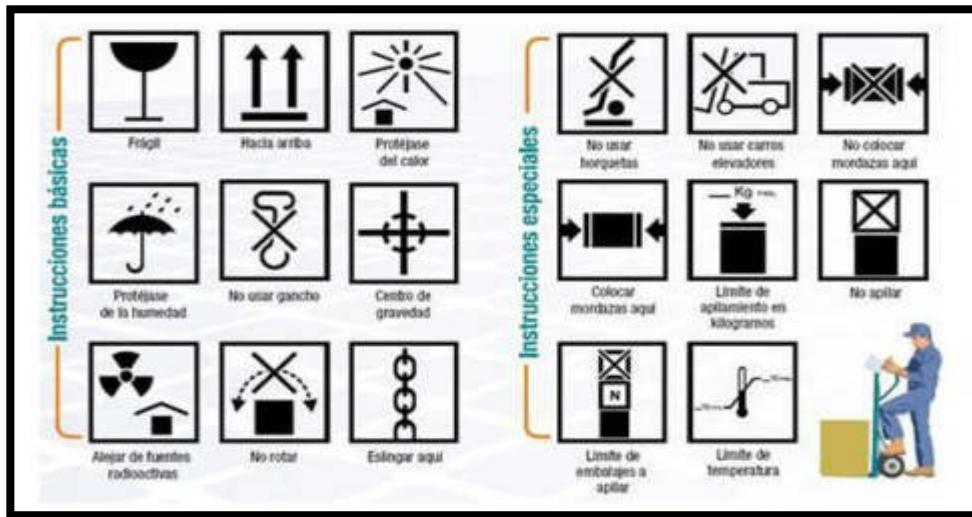 Instrucciones básicas
Frágil
Hacia arriba
Protéjase
del calor
Protéjase
de la humedad
No usar gancho
Centro de
gravedad
Alejar de fuentes
radioactivas
No rotar
Eslingar aquí
Instrucciones especiales
No usar
horquetas
No usar carros
elevadores
No colocar
mordazas aquí
Colocar
mordazas aquí
Kg
Límite de
apilamiento en
kilogramos
No apilar
N
Límite de
embalajes a
apilar
Límite de
temperatura